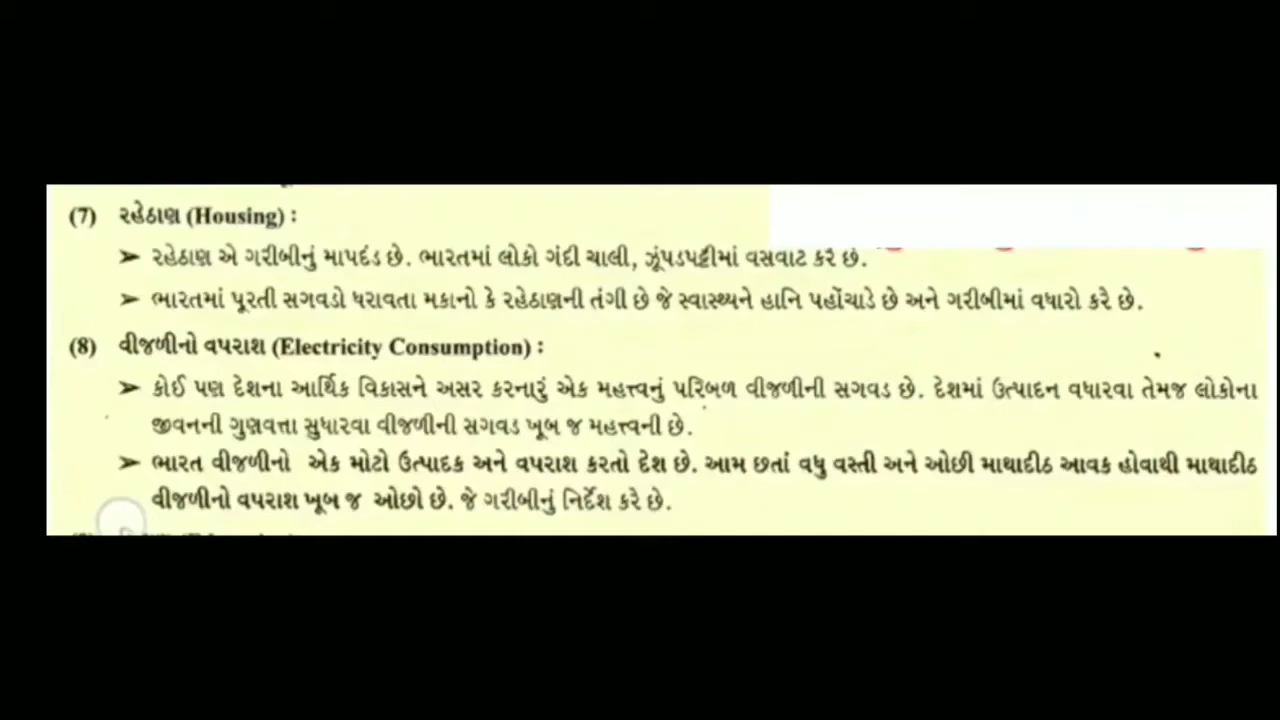 (7) રહેઠાણ (Housing) :
➢ રહેઠાણ એ ગરીબીનું માપદંડ છે. ભારતમાં લોકો ગંદી ચાલી, ઝૂંપડપટ્ટીમાં વસવાટ કરે છે.
➢ ભારતમાં પૂરતી સગવડો ધરાવતા મકાનો કે રહેઠાણની તંગી છે જે સ્વાસ્થ્યને હાનિ પહોંચાડે છે અને ગરીબીમાં વધારો કરે છે.
(8) વીજળીનો વપરાશ (Electricity Consumption) :
➢ કોઈ પણ દેશના આર્થિક વિકાસને અસર કરનારું એક મહત્ત્વનું પરિબળ વીજળીની સગવડ છે. દેશમાં ઉત્પાદન વધારવા તેમજ લોકોના
જીવનની ગુણવત્તા સુધારવા વીજળીની સગવડ ખૂબ જ મહત્ત્વની છે.
➢ ભારત વીજળીનો એક મોટો ઉત્પાદક અને વપરાશ કરતો દેશ છે. આમ છતાં વધુ વસ્તી અને ઓછી માથાદીઠ આવક હોવાથી માથાદીઠ
વીજળીનો વપરાશ ખૂબ જ ઓછો છે. જે ગરીબીનું નિર્દેશ કરે છે.